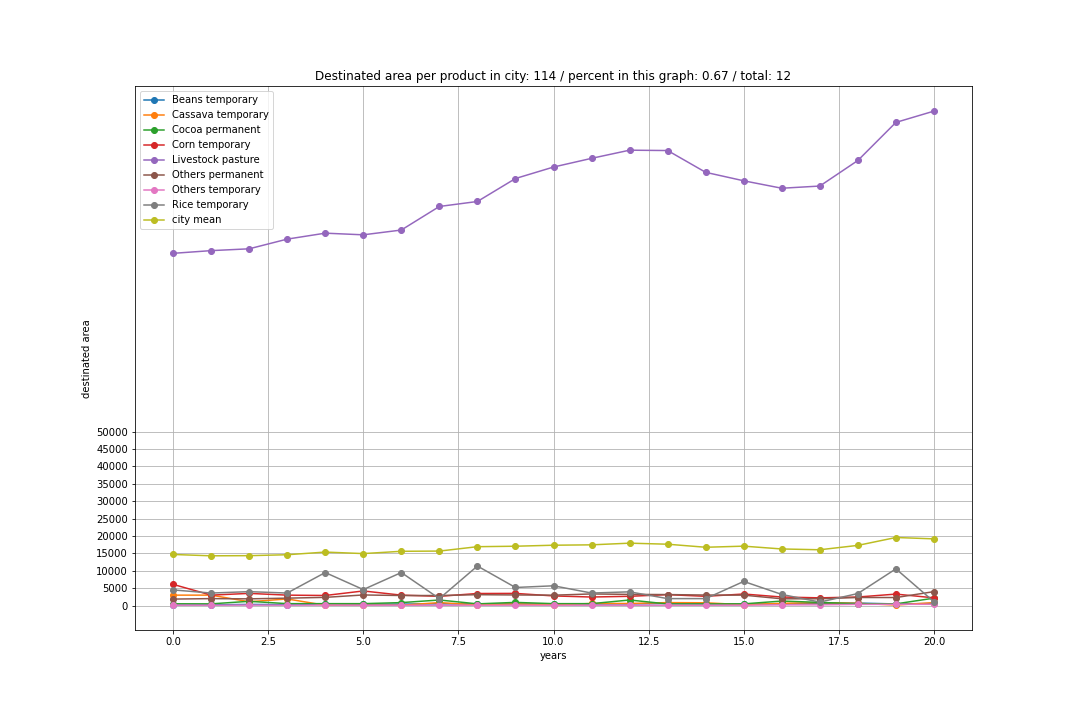 Destinated area per product in city: 114 / percent in this graph: 0.67 / total: 12
Beans temporary
Cassava temporary
Cocoa permanent
Corn temporary
Livestock pasture
Others permanent
Others temporary
Rice temporary
city mean
destinated area
50000
45000
40000
35000
30000
25000
20000
15000
10000
5000
0
0.0 2.5 5.0 7.5 10.0 12.5 15.0 17.5 20.0
years